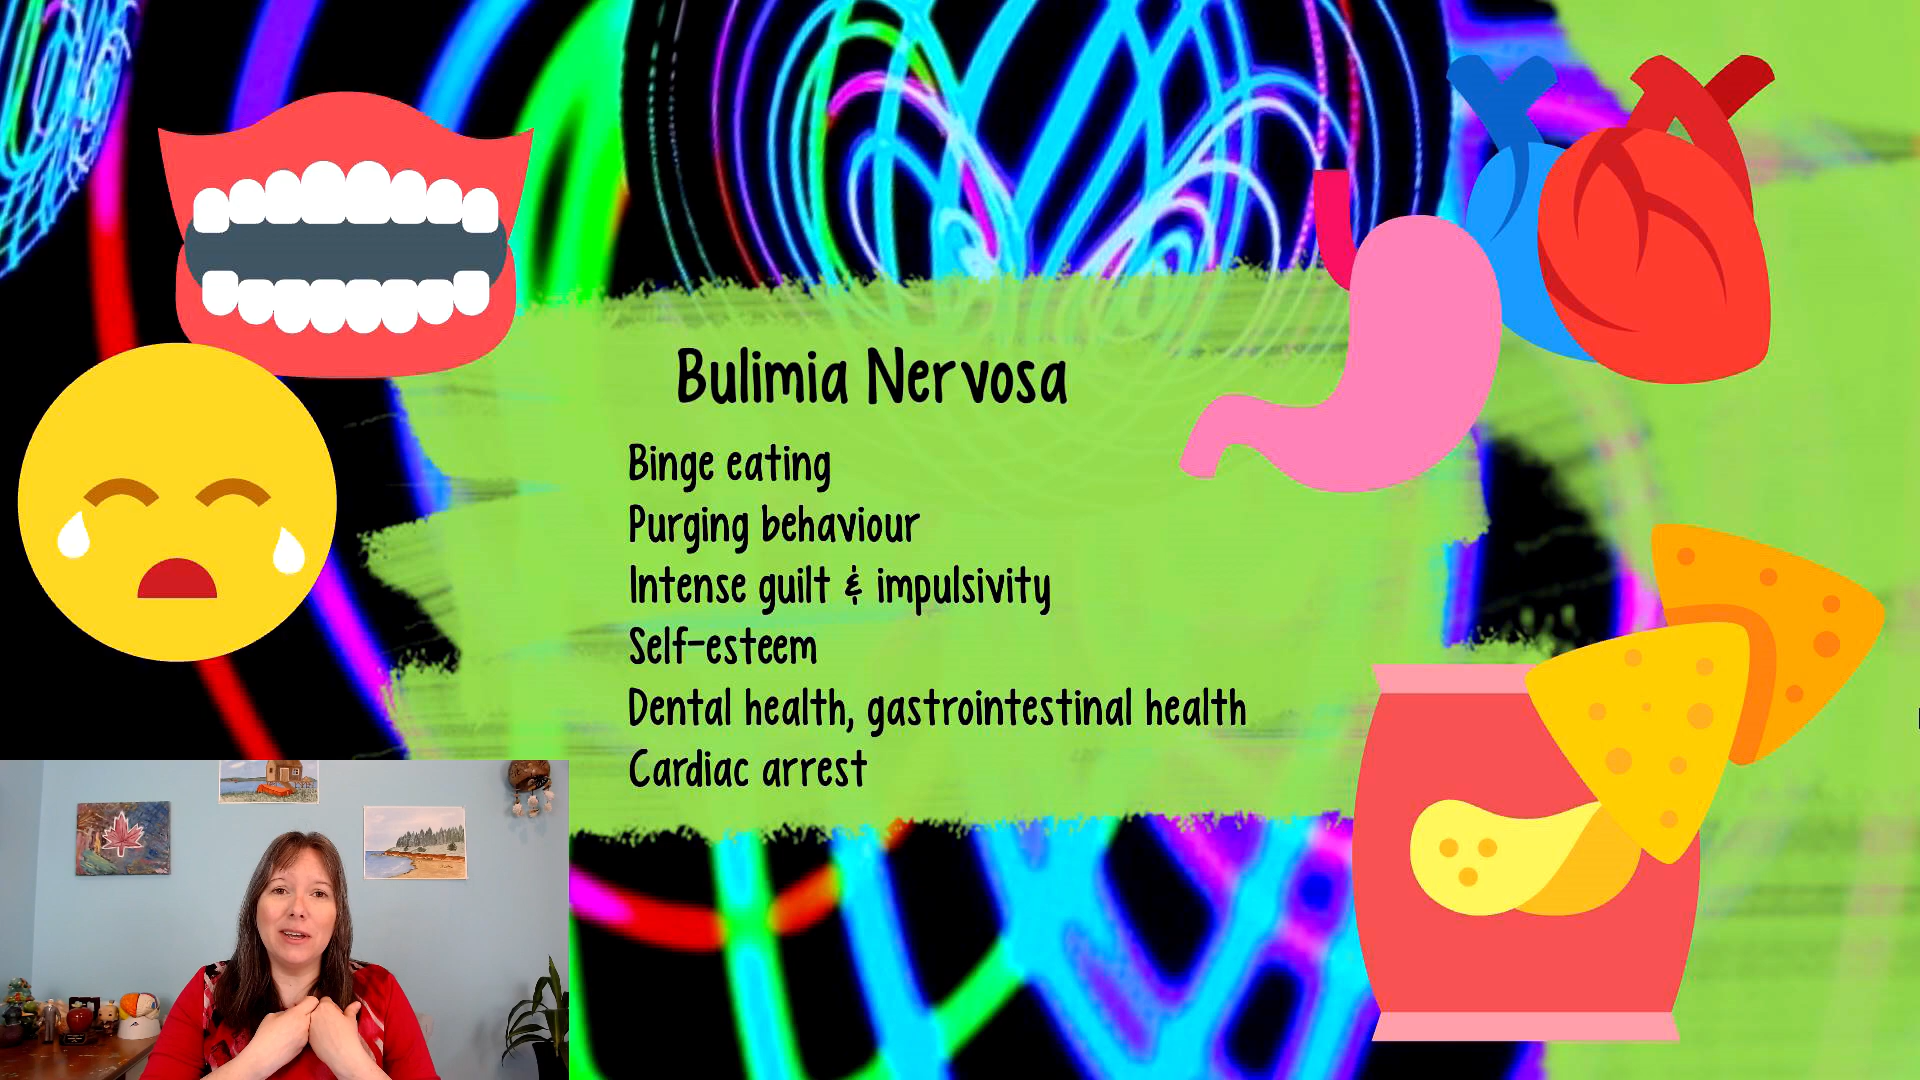 Bulimia Nervosa
Binge eating
Purging behaviour
Intense guilt & impulsivity
Self-esteem
Dental health, gastrointestinal health
Cardiac arrest